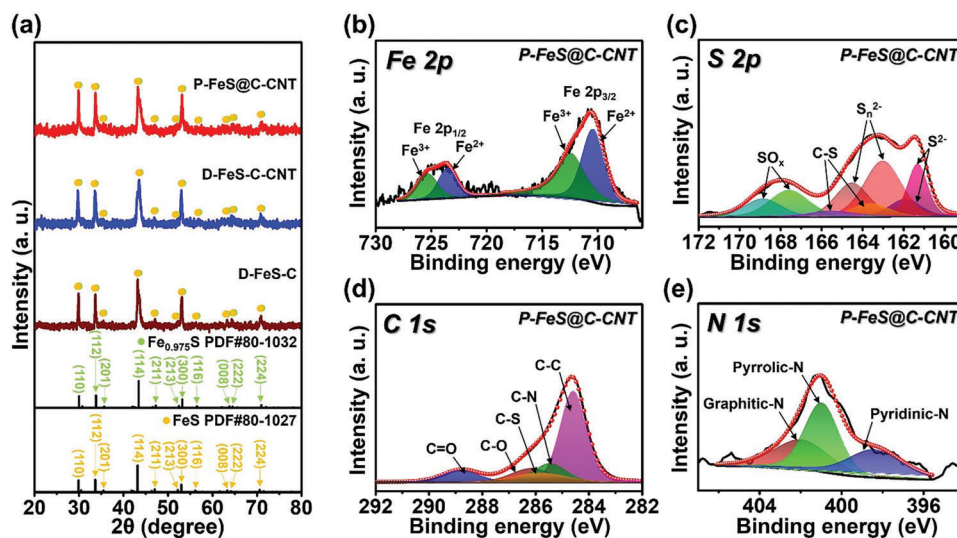 (a)
P-FeS@C-CNT
D-FeS-C-CNT
D-FeS-C
Fe0.975S PDF#80-1032
(110)
(112)
(201)
(114)
(211)
(213)
(300)
(116)
(008)
(222)
(224)
FeS PDF#80-1027
(110)
(112)
(201)
(114)
(211)
(213)
(300)
(116)
(008)
(222)
(224)
Intensity (a. u.)
20 30 40 50 60 70 80
2θ (degree)
(b)
Fe 2p
P-FeS@C-CNT
Fe 2p3/2
Fe3+
Fe2+
Fe 2p1/2
Fe3+
Fe2+
Intensity (a. u.)
730 725 720 715 710
Binding energy (eV)
(c)
S 2p
P-FeS@C-CNT
Sn2-
S2-
C-S
SOx
Intensity (a. u.)
172 170 168 166 164 162 160
Binding energy (eV)
(d)
C 1s
P-FeS@C-CNT
C-C
C-N
C-S
C-O
C=O
Intensity (a. u.)
292 290 288 286 284 282
Binding energy (eV)
(e)
N 1s
P-FeS@C-CNT
Pyrrolic-N
Graphitic-N
Pyridinic-N
Intensity (a. u.)
404 400 396
Binding energy (eV)